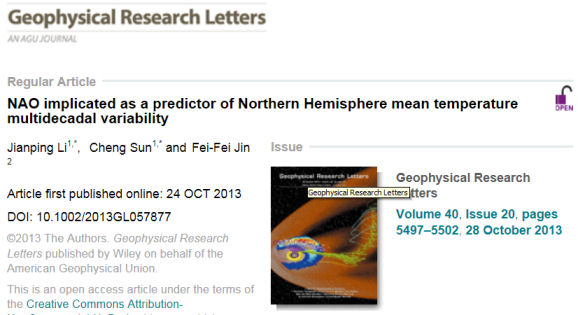 Geophysical Research Letters
AN AGU JOURNAL
Regular Article
OPEN
NAO implicated as a predictor of Northern Hemisphere mean temperature
multidecadal variability
Jianping Li1,*, Cheng Sun1,* and Fei-Fei Jin
2
Article first published online: 24 OCT 2013
DOI: 10.1002/2013GL057877
©2013 The Authors. Geophysical Research
Letters published by Wiley on behalf of the
American Geophysical Union.
This is an open access article under the terms of
the Creative Commons Attribution-
Issue
Geophysical Research Letters
Geophysical Research Letters
Geophysical Research
Letters
Volume 40, Issue 20, pages
5497–5502, 28 October 2013